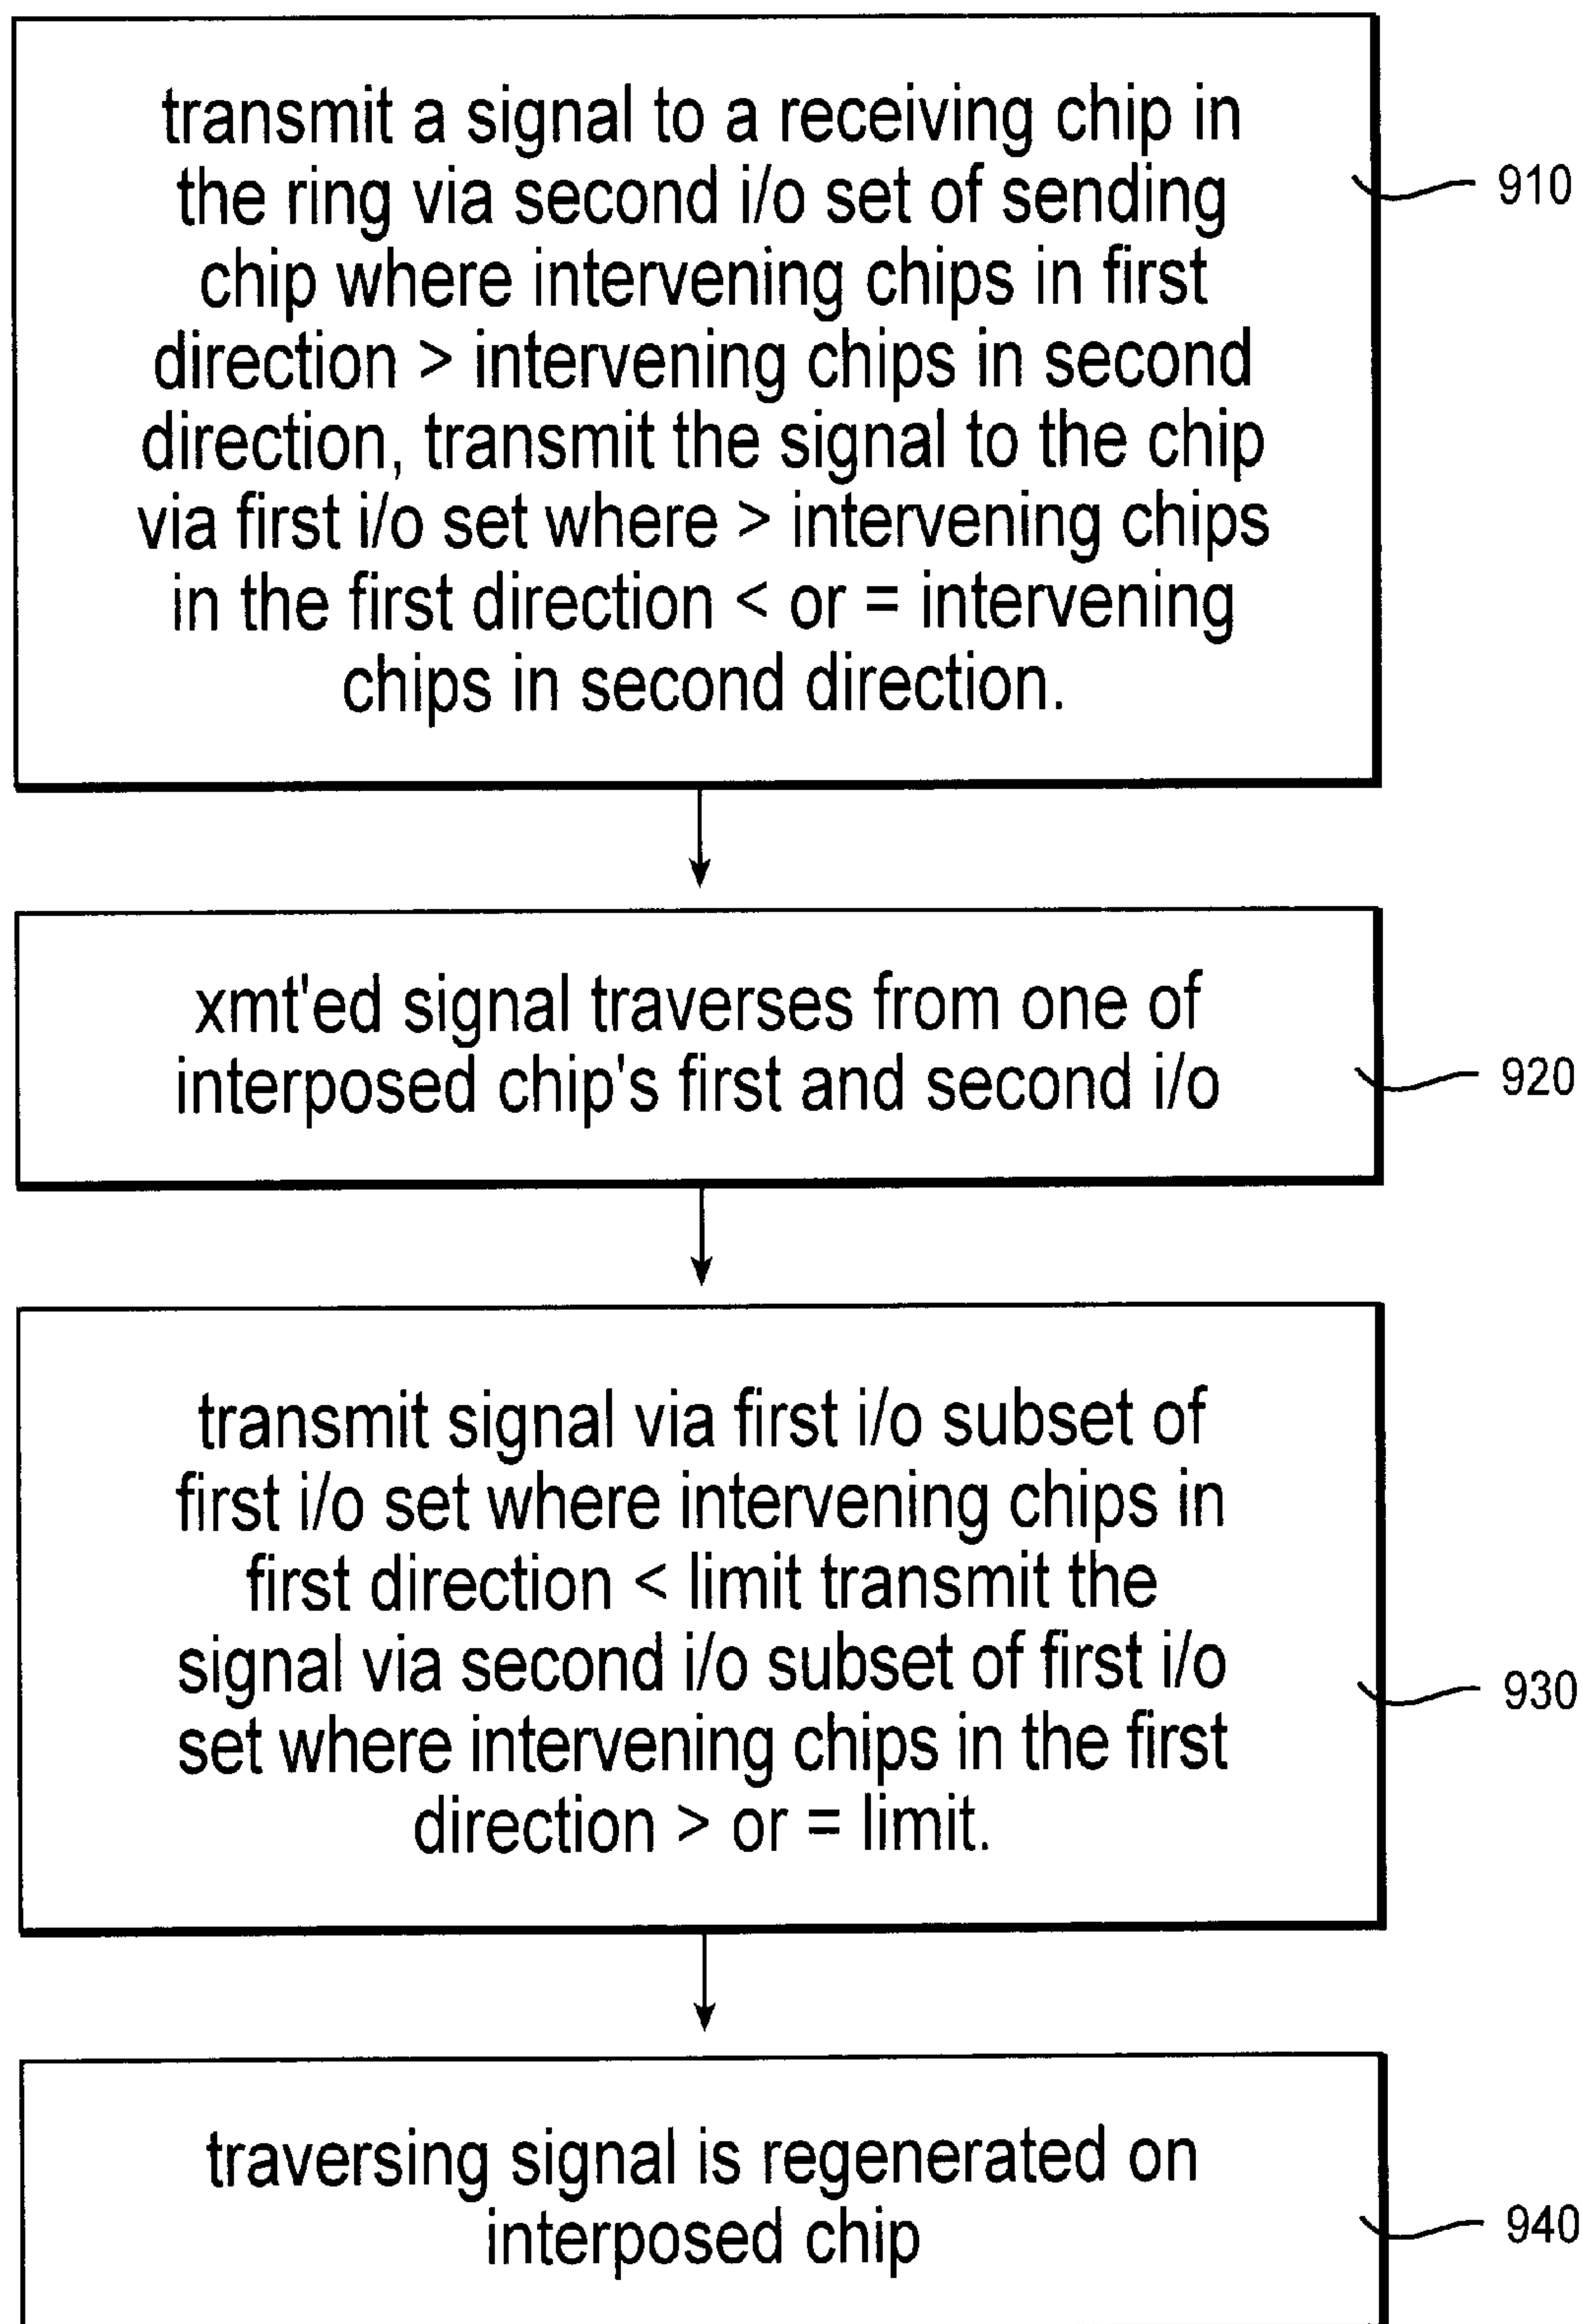 transmit a signal to a receiving chip in
the ring via second i/o set of sending
chip where intervening chips in first
direction > intervening chips in second
direction, transmit the signal to the chip
via first i/o set where > intervening chips
in the first direction < or = intervening
chips in second direction.
910
xmt'ed signal traverses from one of
interposed chip's first and second i/o
920
transmit signal via first i/o subset of
first i/o set where intervening chips in
first direction < limit transmit the
signal via second i/o subset of first i/o
set where intervening chips in the first
direction > or = limit.
930
traversing signal is regenerated on
interposed chip
940